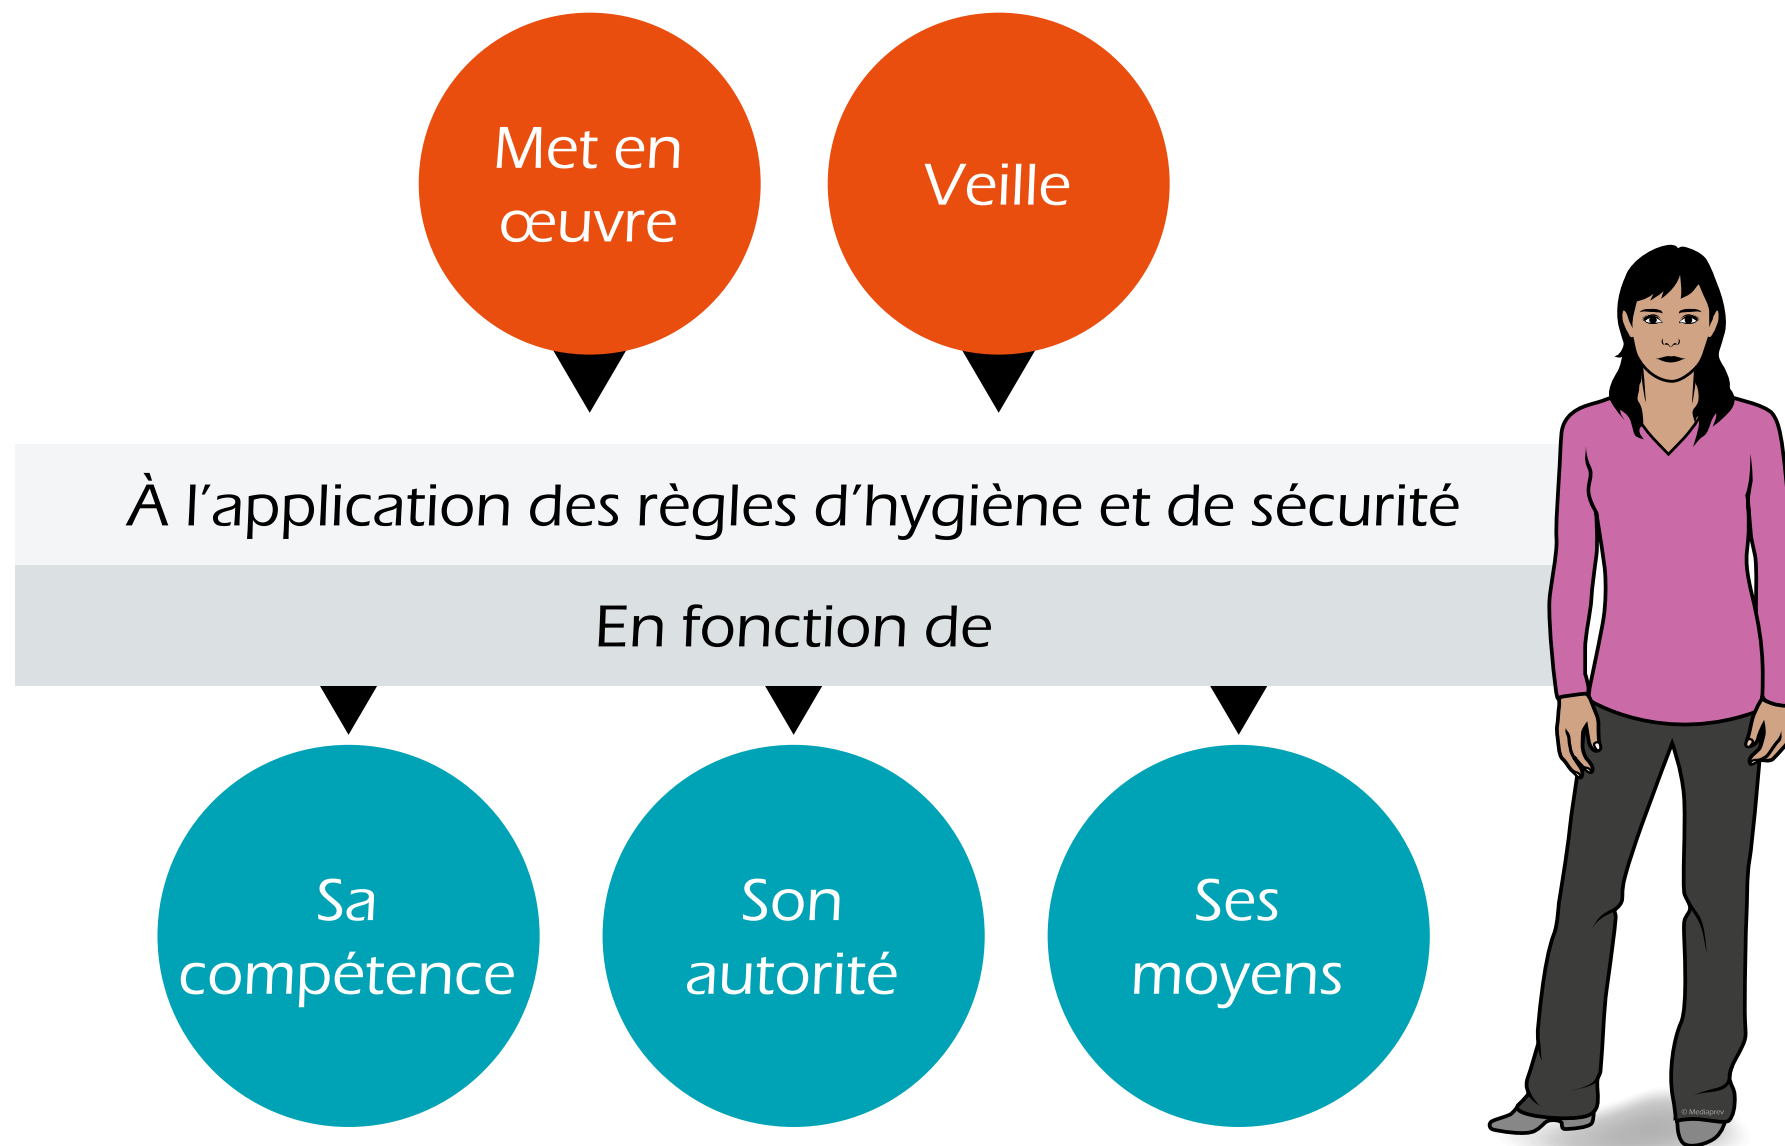 Met en
œuvre
Veille
À l’application des règles d’hygiène et de sécurité
En fonction de
Sa
compétence
Son
autorité
Ses
moyens
© Mediaprev